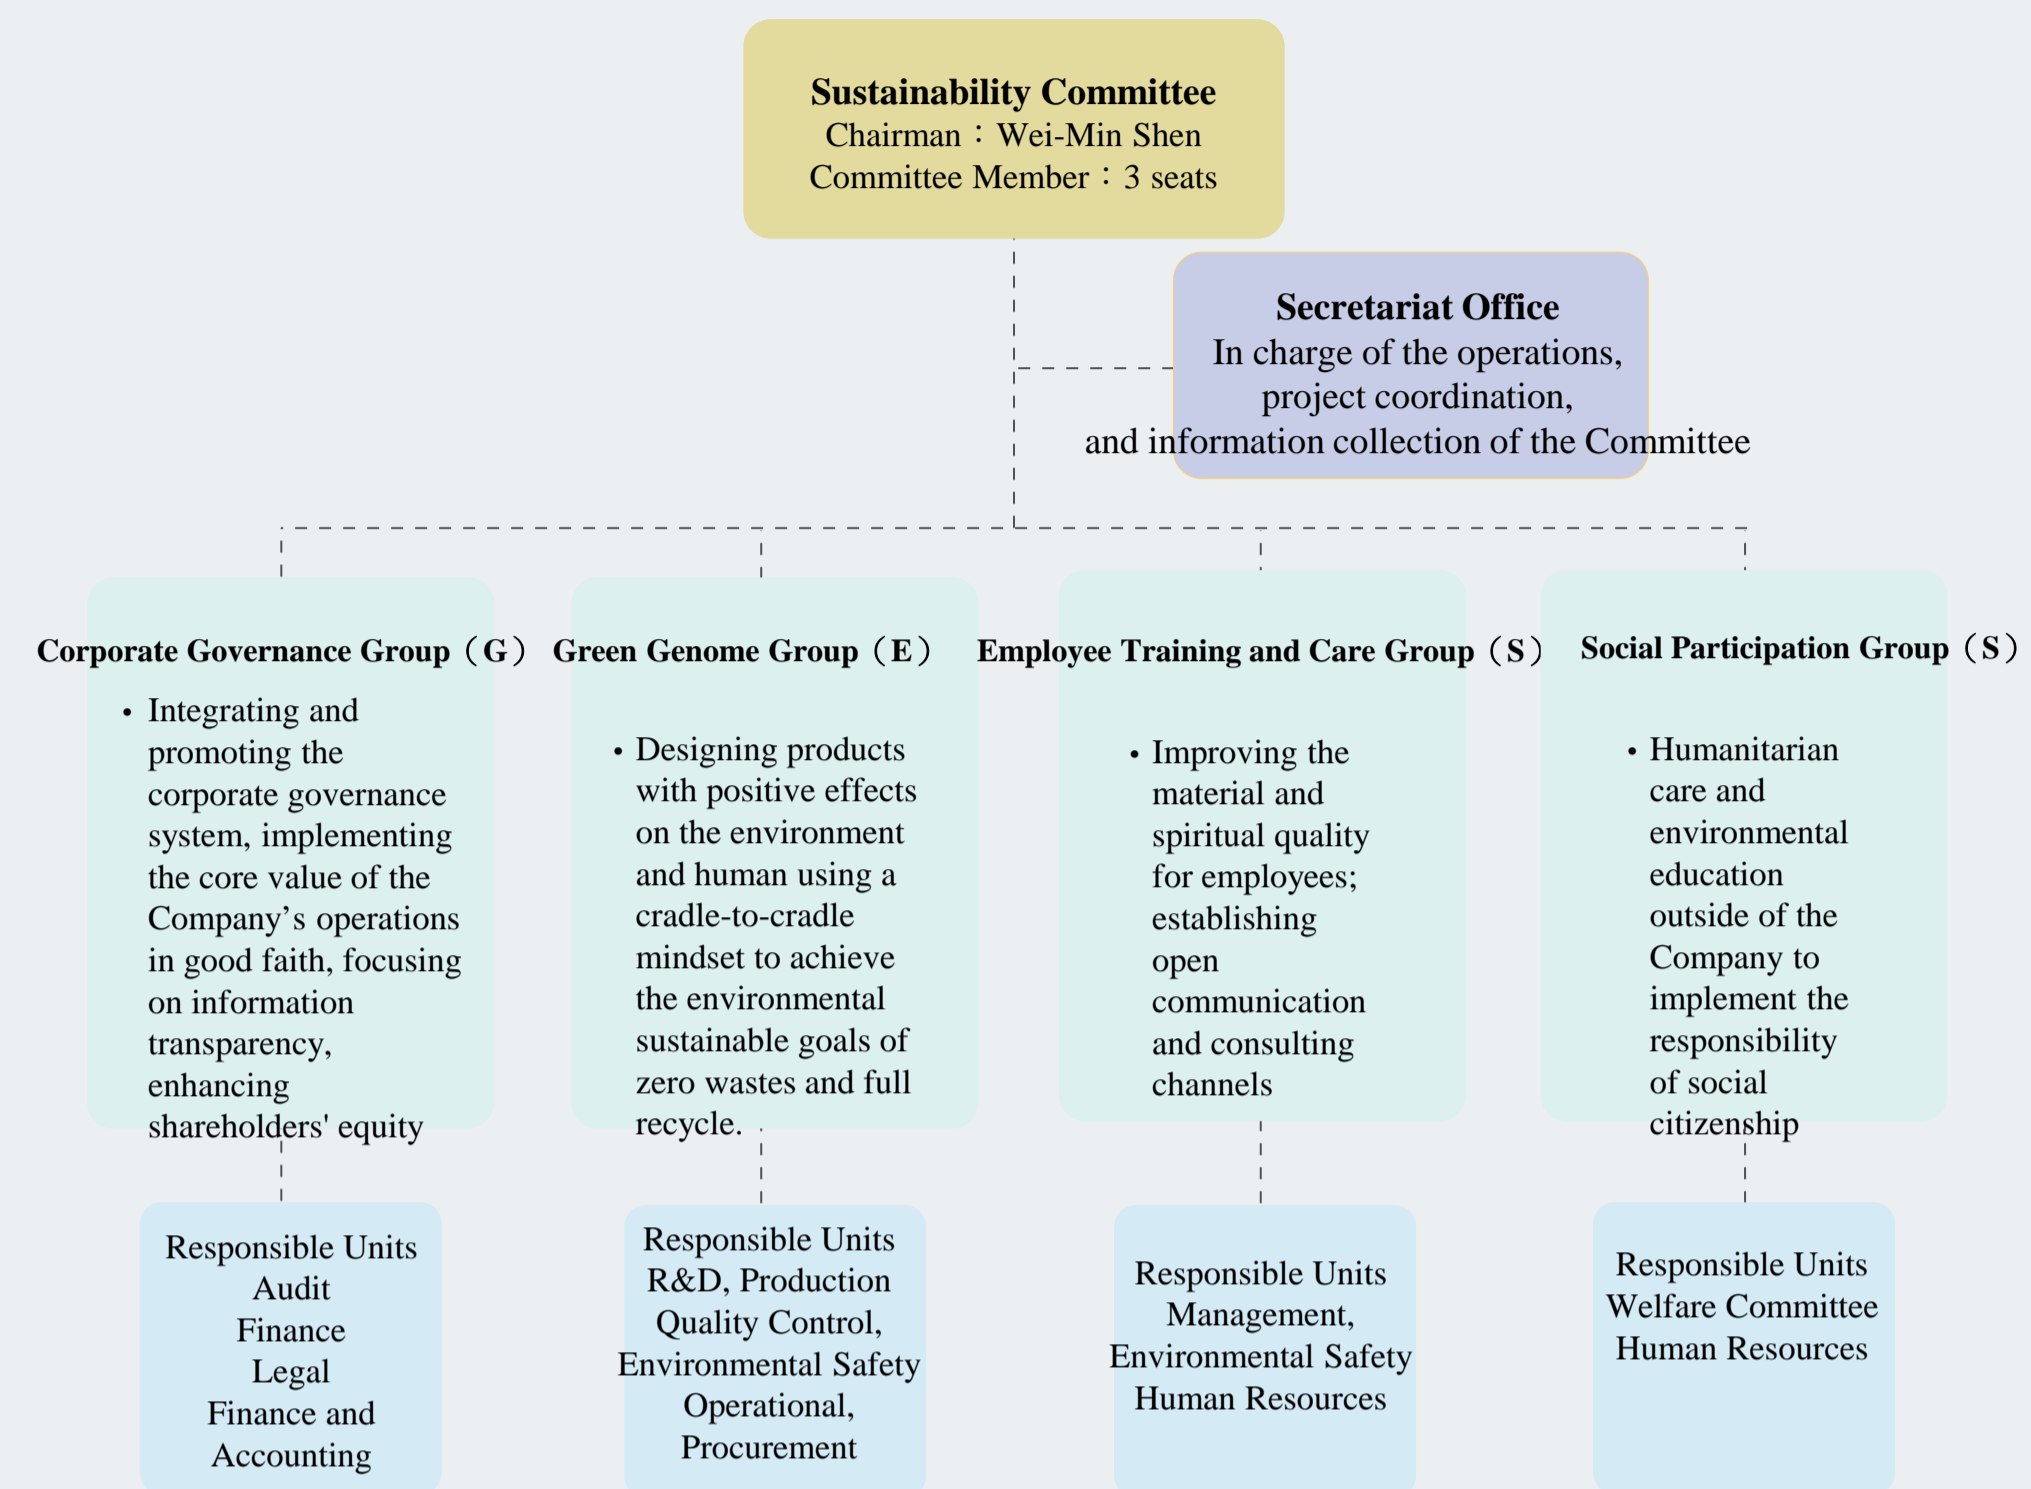 Sustainability Committee
Chairman：Wei-Min Shen
Committee Member：3 seats
Secretariat Office
In charge of the operations,
project coordination,
and information collection of the Committee
Corporate Governance Group（G）
• Integrating and
promoting the
corporate governance
system, implementing
the core value of the
Company’s operations
in good faith, focusing
on information
transparency,
enhancing
shareholders' equity
Green Genome Group（E）
• Designing products
with positive effects
on the environment
and human using a
cradle-to-cradle
mindset to achieve
the environmental
sustainable goals of
zero wastes and full
recycle.
Employee Training and Care Group（S）
• Improving the
material and
spiritual quality
for employees;
establishing
open
communication
and consulting
channels
Social Participation Group（S）
• Humanitarian
care and
environmental
education
outside of the
Company to
implement the
responsibility
of social
citizenship
Responsible Units
Audit
Finance
Legal
Finance and
Accounting
Responsible Units
R&D, Production
Quality Control,
Environmental Safety
Operational,
Procurement
Responsible Units
Management,
Environmental Safety
Human Resources
Responsible Units
Welfare Committee
Human Resources